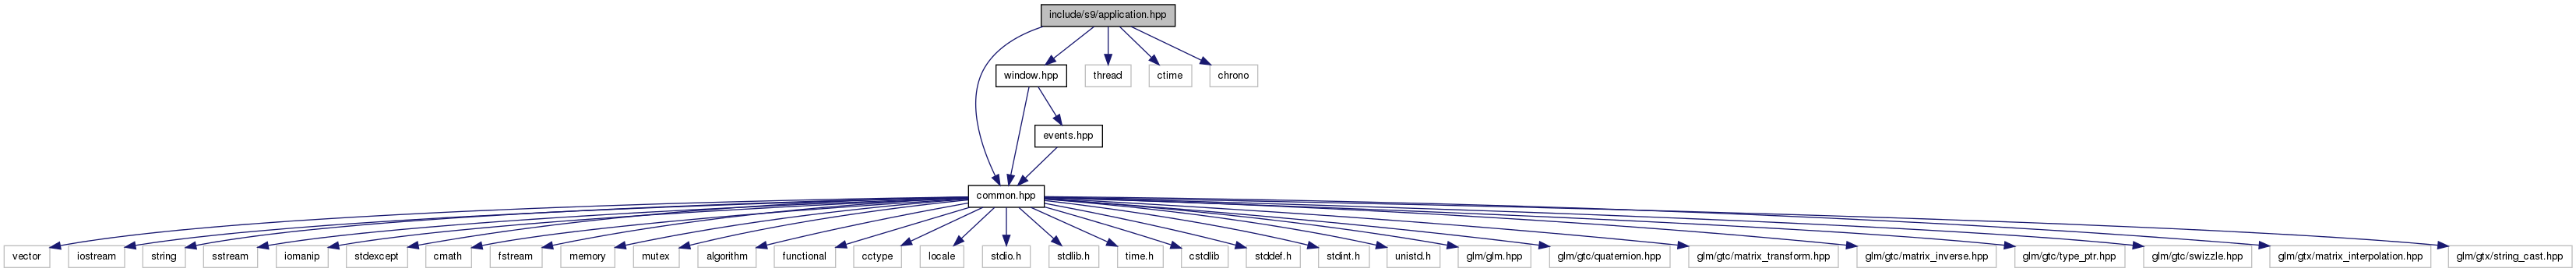 include/s9/application.hpp
window.hpp
thread
ctime
chrono
events.hpp
common.hpp
vector
iostream
string
sstream
iomanip
stdexcept
cmath
fstream
memory
mutex
algorithm
functional
cctype
locale
stdio.h
stdlib.h
time.h
cstdlib
stddef.h
stdint.h
unistd.h
glm/glm.hpp
glm/gtc/quaternion.hpp
glm/gtc/matrix_transform.hpp
glm/gtc/matrix_inverse.hpp
glm/gtc/type_ptr.hpp
glm/gtc/swizzle.hpp
glm/gtx/matrix_interpolation.hpp
glm/gtx/string_cast.hpp